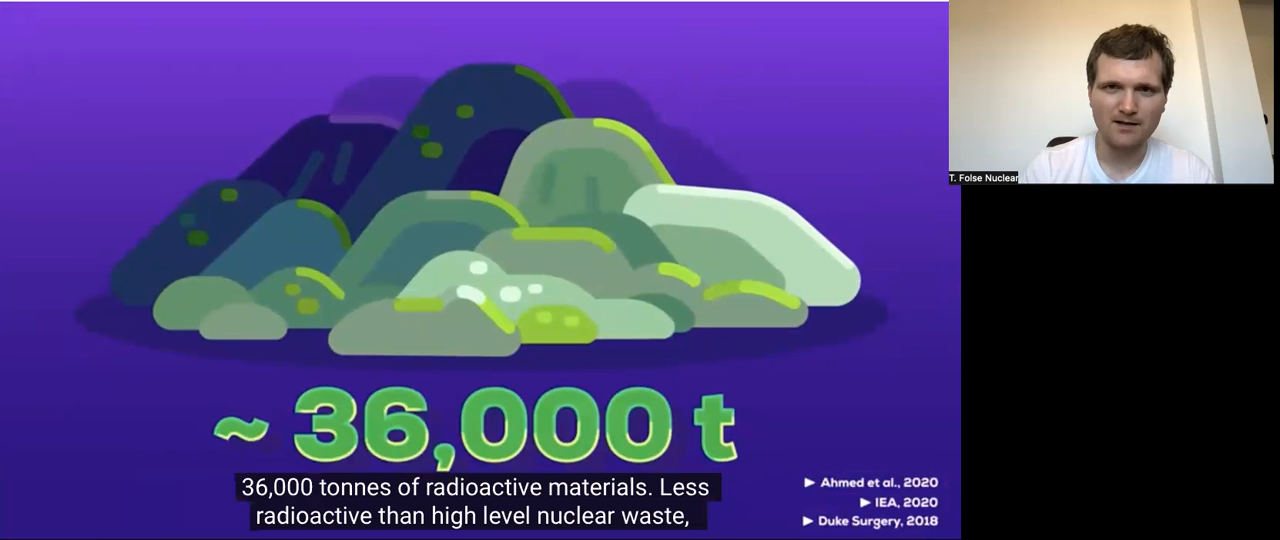 T. Folse Nuclear
~ 36,000 t
36,000 tonnes of radioactive materials. Less
radioactive than high level nuclear waste,
▶ Ahmed et al., 2020
▶ IEA, 2020
▶ Duke Surgery, 2018